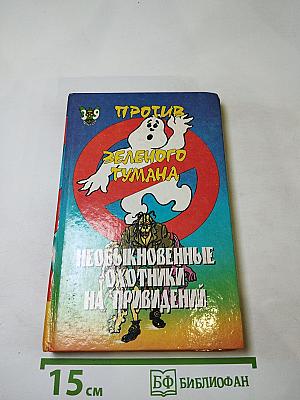 ПРОТИВ
ЗЕЛЕНОГО
ТУМАНА
НЕОБЫКНОВЕННЫЕ
ОХОТНИКИ
НА ПРИВИДЕНИЙ
15 см
БФ БИБЛИОФАН